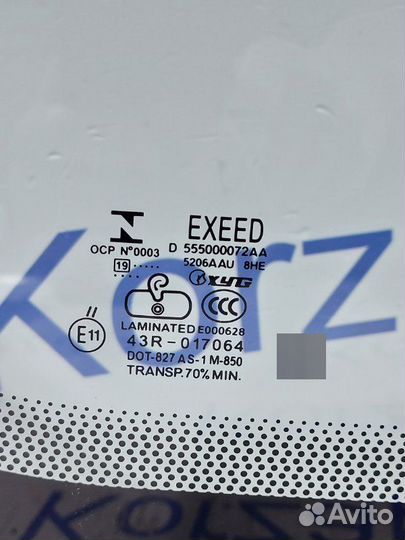 EXEED
OCP N°0003 D 555000072AA
19 ..... 5206AAU 8HE
XYG
CCC
LAMINATED E000628
E11 43R-017064
DOT-827 AS-1 M-850
TRANSP.70% MIN.
Korz
Avito